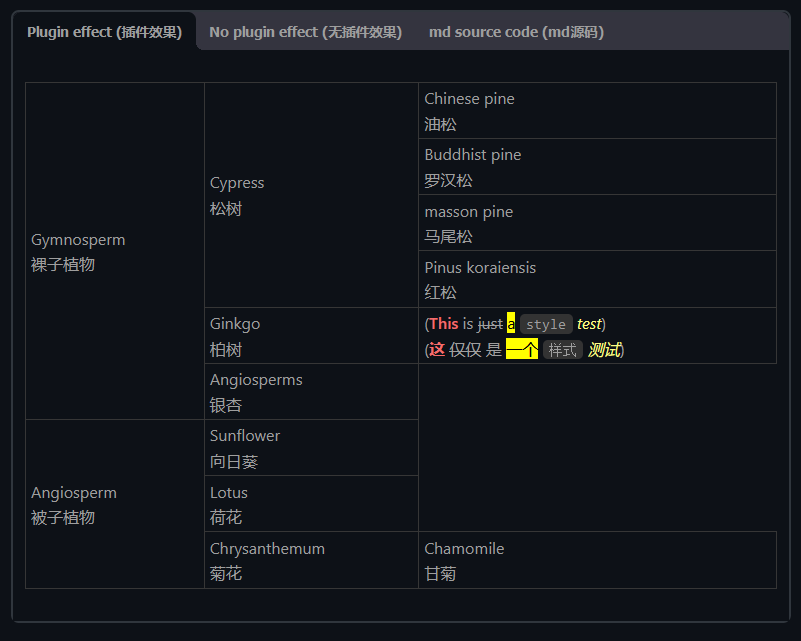 Plugin effect (插件效果) No plugin effect (无插件效果) md source code (md源码)
Gymnosperm
裸子植物
Cypress
松树
Chinese pine
油松
Buddhist pine
罗汉松
masson pine
马尾松
Pinus koraiensis
红松
Ginkgo
柏树
(This is just a style test)
(这 仅仅 是 一个 样式 测试)
Angiosperms
银杏
Angiosperm
被子植物
Sunflower
向日葵
Lotus
荷花
Chrysanthemum
菊花
Chamomile
甘菊